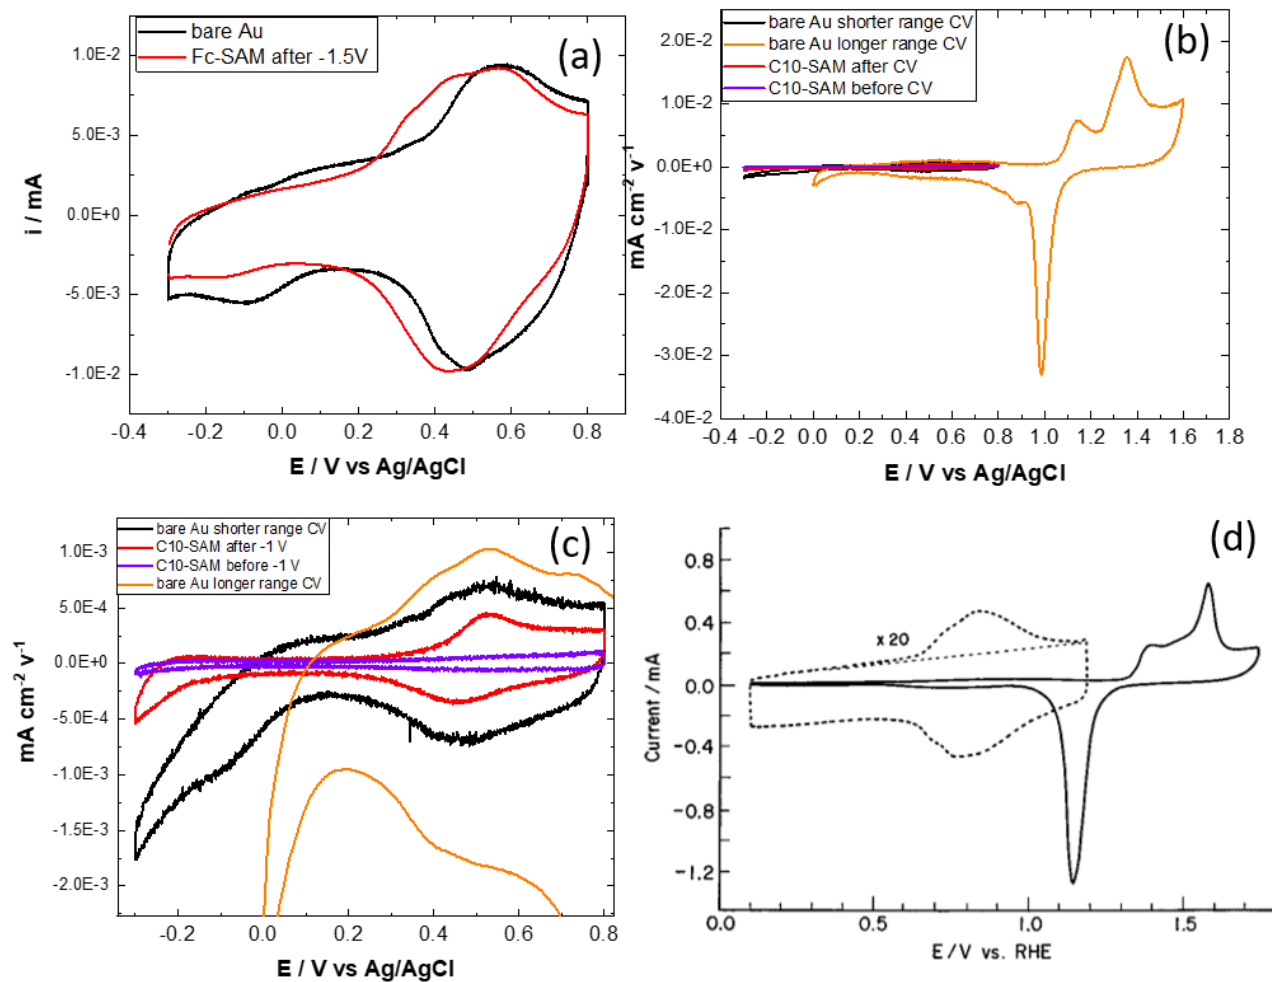 bare Au
Fc-SAM after -1.5V
(a)
1.0E-2
5.0E-3
0.0E+0
-5.0E-3
-1.0E-2
i / mA
-0.4 -0.2 0.0 0.2 0.4 0.6 0.8
E / V vs Ag/AgCl
bare Au shorter range CV
bare Au longer range CV
C10-SAM after CV
C10-SAM before CV
(b)
2.0E-2
1.0E-2
0.0E+0
-1.0E-2
-2.0E-2
-3.0E-2
-4.0E-2
mA cm-2 v-1
-0.4 -0.2 0.0 0.2 0.4 0.6 0.8 1.0 1.2 1.4 1.6 1.8
E / V vs Ag/AgCl
bare Au shorter range CV
C10-SAM after -1 V
C10-SAM before -1 V
bare Au longer range CV
(c)
1.0E-3
5.0E-4
0.0E+0
-5.0E-4
-1.0E-3
-1.5E-3
-2.0E-3
mA cm-2 v-1
-0.2 0.0 0.2 0.4 0.6 0.8
E / V vs Ag/AgCl
(d)
0.8
0.4
0.0
-0.4
-0.8
-1.2
Current / mA
x 20
0.0 0.5 1.0 1.5
E/V vs. RHE